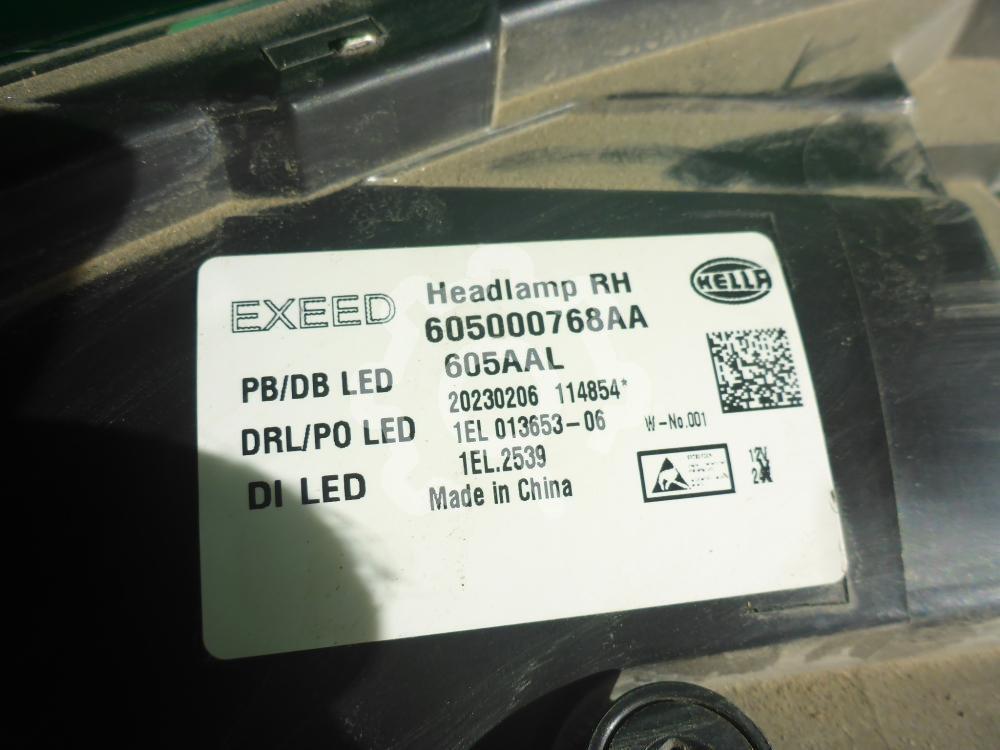 EXEED
Headlamp RH
HELLA
605000768AA
605AAL
PB/DB LED
20230206 114854*
DRL/PO LED
1EL 013653-06
W-No.001
1EL.2539
12V
DI LED
Made in China